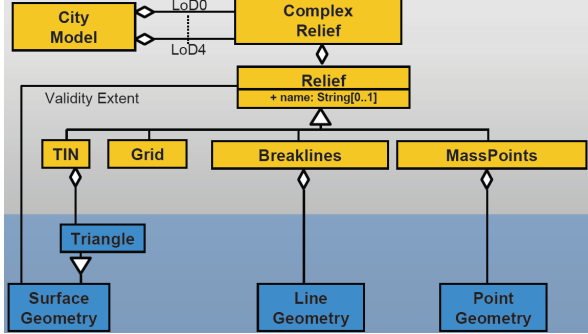 LoD0
City
Model
Complex
Relief
LoD4
Relief
+ name: String[0..1]
Validity Extent
TIN
Grid
Breaklines
MassPoints
Triangle
Surface
Geometry
Line
Geometry
Point
Geometry